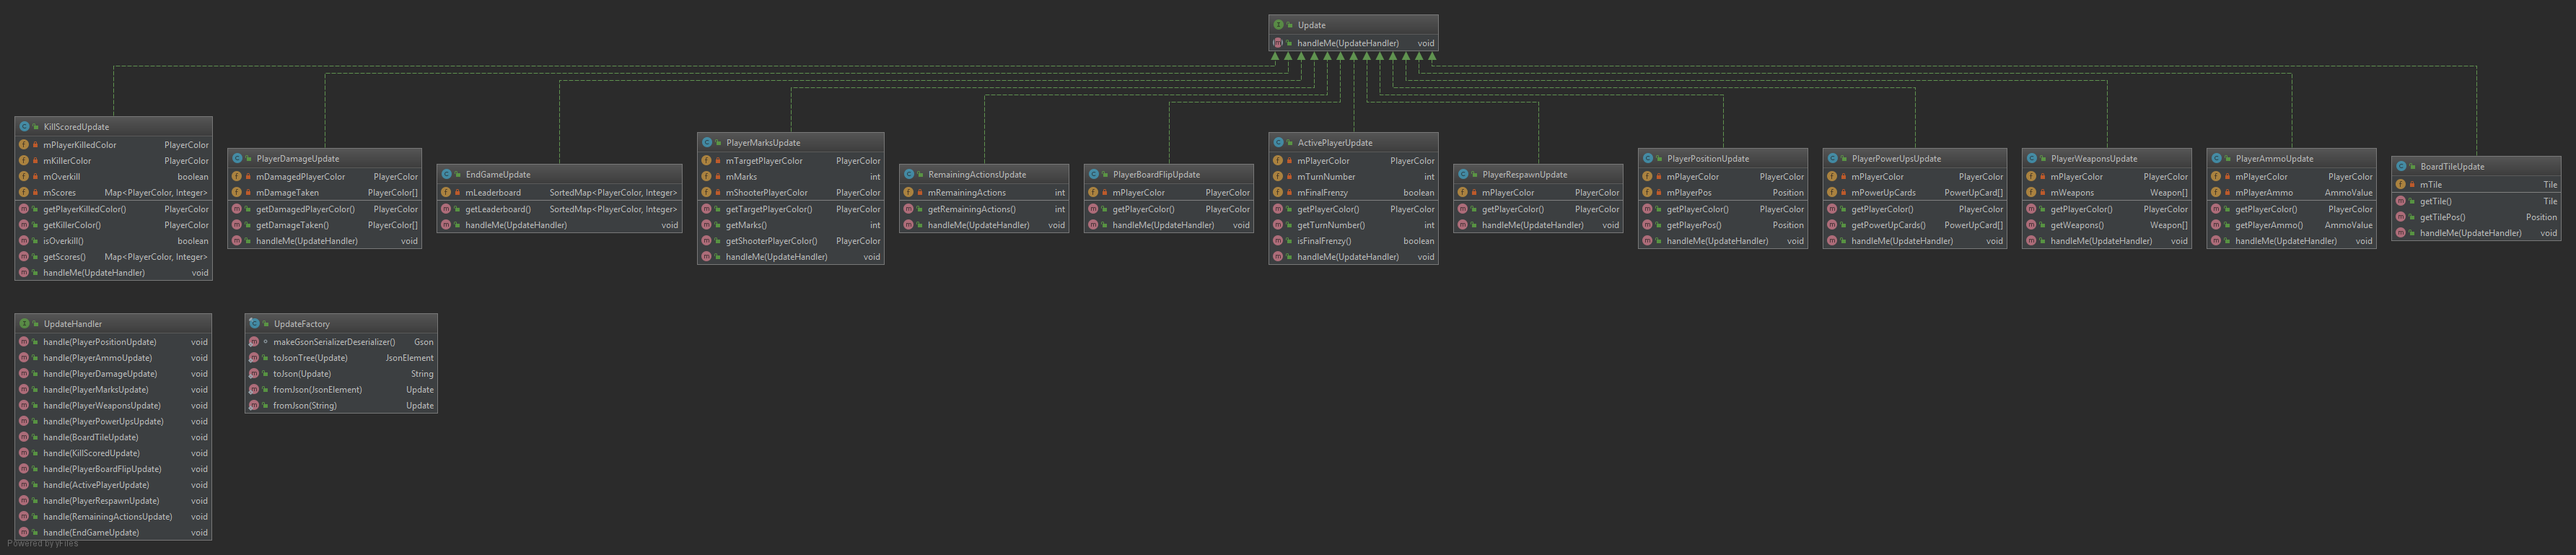 Update
handleMe(UpdateHandler) void
KillScoredUpdate
mPlayerKilledColor PlayerColor
mKillerColor PlayerColor
mOverkill boolean
mScores Map<PlayerColor, Integer>
getPlayerKilledColor() PlayerColor
getKillerColor() PlayerColor
isOverkill() boolean
getScores() Map<PlayerColor, Integer>
handleMe(UpdateHandler) void
PlayerDamageUpdate
mDamagedPlayerColor PlayerColor
mDamageTaken PlayerColor[]
getDamagedPlayerColor() PlayerColor
getDamageTaken() PlayerColor[]
handleMe(UpdateHandler) void
EndGameUpdate
mLeaderboard SortedMap<PlayerColor, Integer>
getLeaderboard() SortedMap<PlayerColor, Integer>
handleMe(UpdateHandler) void
PlayerMarksUpdate
mTargetPlayerColor PlayerColor
mMarks int
mShooterPlayerColor PlayerColor
getTargetPlayerColor() PlayerColor
getMarks() int
getShooterPlayerColor() PlayerColor
handleMe(UpdateHandler) void
RemainingActionsUpdate
mRemainingActions int
getRemainingActions() int
handleMe(UpdateHandler) void
PlayerBoardFlipUpdate
mPlayerColor PlayerColor
getPlayerColor() PlayerColor
handleMe(UpdateHandler) void
ActivePlayerUpdate
mPlayerColor PlayerColor
mTurnNumber int
mFinalFrenzy boolean
getPlayerColor() PlayerColor
getTurnNumber() int
isFinalFrenzy() boolean
handleMe(UpdateHandler) void
PlayerRespawnUpdate
mPlayerColor PlayerColor
getPlayerColor() PlayerColor
handleMe(UpdateHandler) void
PlayerPositionUpdate
mPlayerColor PlayerColor
mPlayerPos Position
getPlayerColor() PlayerColor
getPlayerPos() Position
handleMe(UpdateHandler) void
PlayerPowerUpsUpdate
mPlayerColor PlayerColor
mPowerUpCards PowerUpCard[]
getPlayerColor() PlayerColor
getPowerUpCards() PowerUpCard[]
handleMe(UpdateHandler) void
PlayerWeaponsUpdate
mPlayerColor PlayerColor
mWeapons Weapon[]
getPlayerColor() PlayerColor
getWeapons() Weapon[]
handleMe(UpdateHandler) void
PlayerAmmoUpdate
mPlayerColor PlayerColor
mPlayerAmmo AmmoValue
getPlayerColor() PlayerColor
getPlayerAmmo() AmmoValue
handleMe(UpdateHandler) void
BoardTileUpdate
mTile Tile
getTile() Tile
getTilePos() Position
handleMe(UpdateHandler) void
UpdateHandler
handle(PlayerPositionUpdate) void
handle(PlayerAmmoUpdate) void
handle(PlayerDamageUpdate) void
handle(PlayerMarksUpdate) void
handle(PlayerWeaponsUpdate) void
handle(PlayerPowerUpsUpdate) void
handle(BoardTileUpdate) void
handle(KillScoredUpdate) void
handle(PlayerBoardFlipUpdate) void
handle(ActivePlayerUpdate) void
handle(PlayerRespawnUpdate) void
handle(RemainingActionsUpdate) void
handle(EndGameUpdate) void
UpdateFactory
makeGsonSerializerDeserializer() Gson
toJsonTree(Update) JsonElement
toJson(Update) String
fromJson(JsonElement) Update
fromJson(String) Update
Powered by yFiles